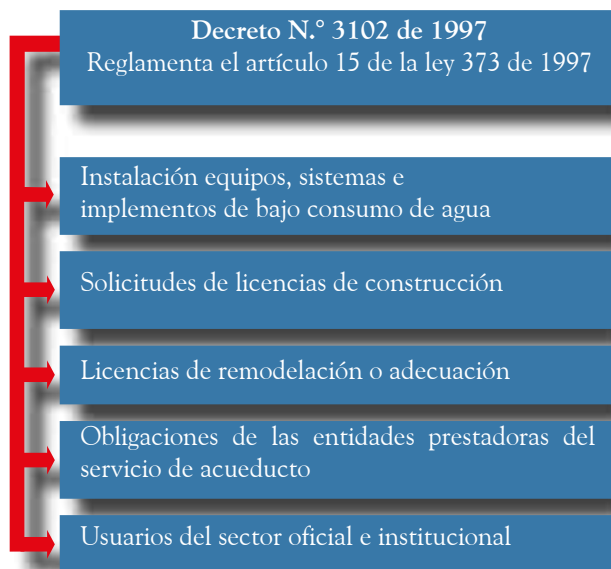 Decreto N.° 3102 de 1997
Reglamenta el artículo 15 de la ley 373 de 1997
Instalación equipos, sistemas e
implementos de bajo consumo de agua
Solicitudes de licencias de construcción
Licencias de remodelación o adecuación
Obligaciones de las entidades prestadoras del
servicio de acueducto
Usuarios del sector oficial e institucional